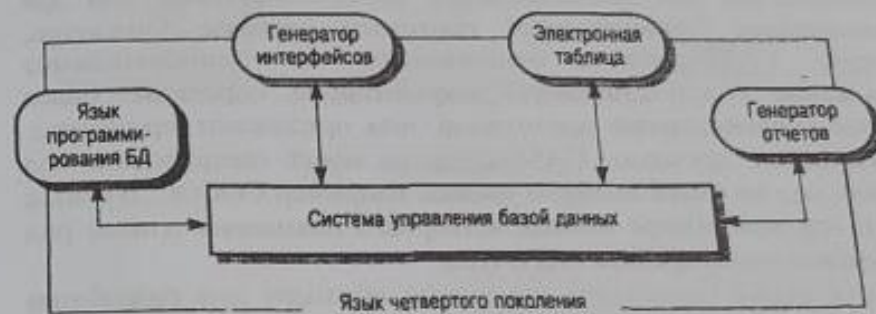 Генератор
интерфейсов
Электронная
таблица
Язык
программи-
рования БД
Генератор
отчетов
Система управления базой данных
Язык четвертого поколения